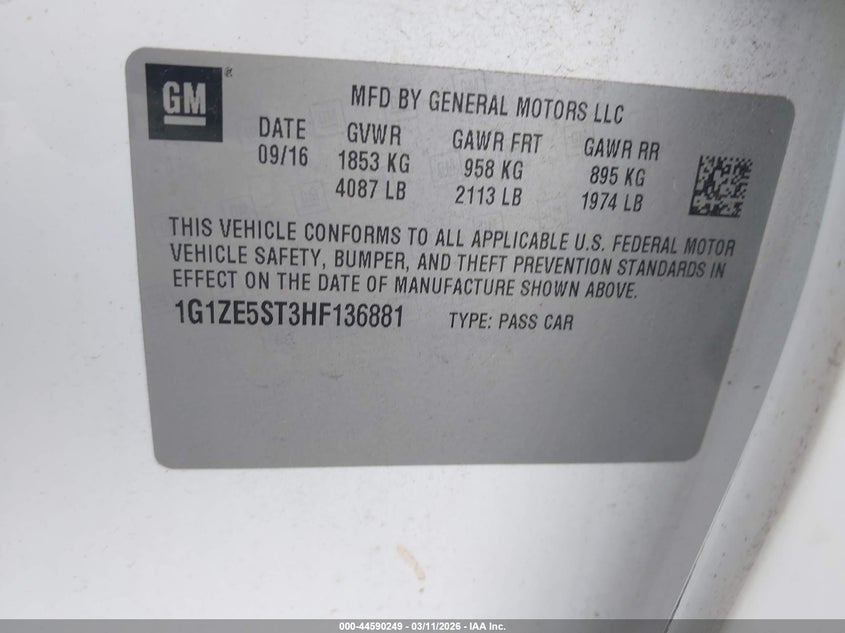 GM®
MFD BY GENERAL MOTORS LLC
DATE GVWR GAWR FRT GAWR RR
09/16 1853 KG 958 KG 895 KG
4087 LB 2113 LB 1974 LB
THIS VEHICLE CONFORMS TO ALL APPLICABLE U.S. FEDERAL MOTOR
VEHICLE SAFETY, BUMPER, AND THEFT PREVENTION STANDARDS IN
EFFECT ON THE DATE OF MANUFACTURE SHOWN ABOVE.
1G1ZE5ST3HF136881 TYPE: PASS CAR
000-44590249 - 03/11/2026 - IAA Inc.